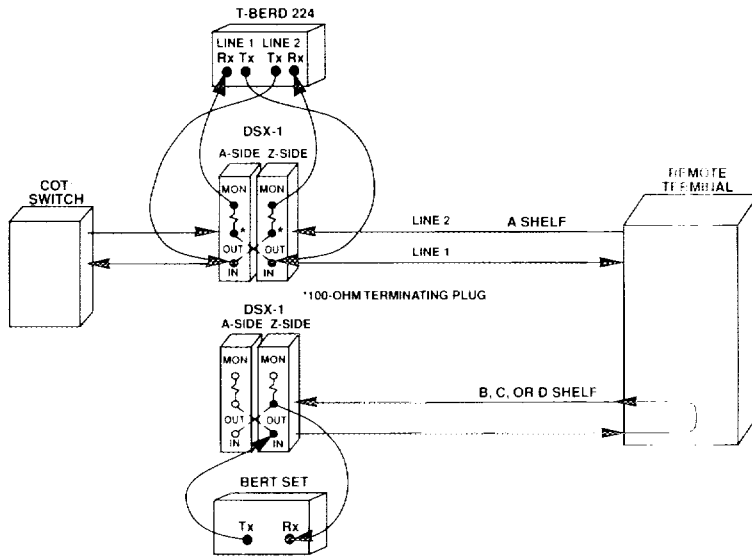 T-BERD 224
LINE 1 LINE 2
Rx Tx Tx Rx
DSX-1
A-SIDE Z-SIDE
MON MON
* *
OUT OUT
IN IN
COT
SWITCH
REMOTE
TERMINAL
LINE 2 A SHELF
LINE 1
*100-OHM TERMINATING PLUG
DSX-1
A-SIDE Z-SIDE
MON MON
OUT OUT
IN IN
B, C, OR D SHELF
BERT SET
Tx Rx